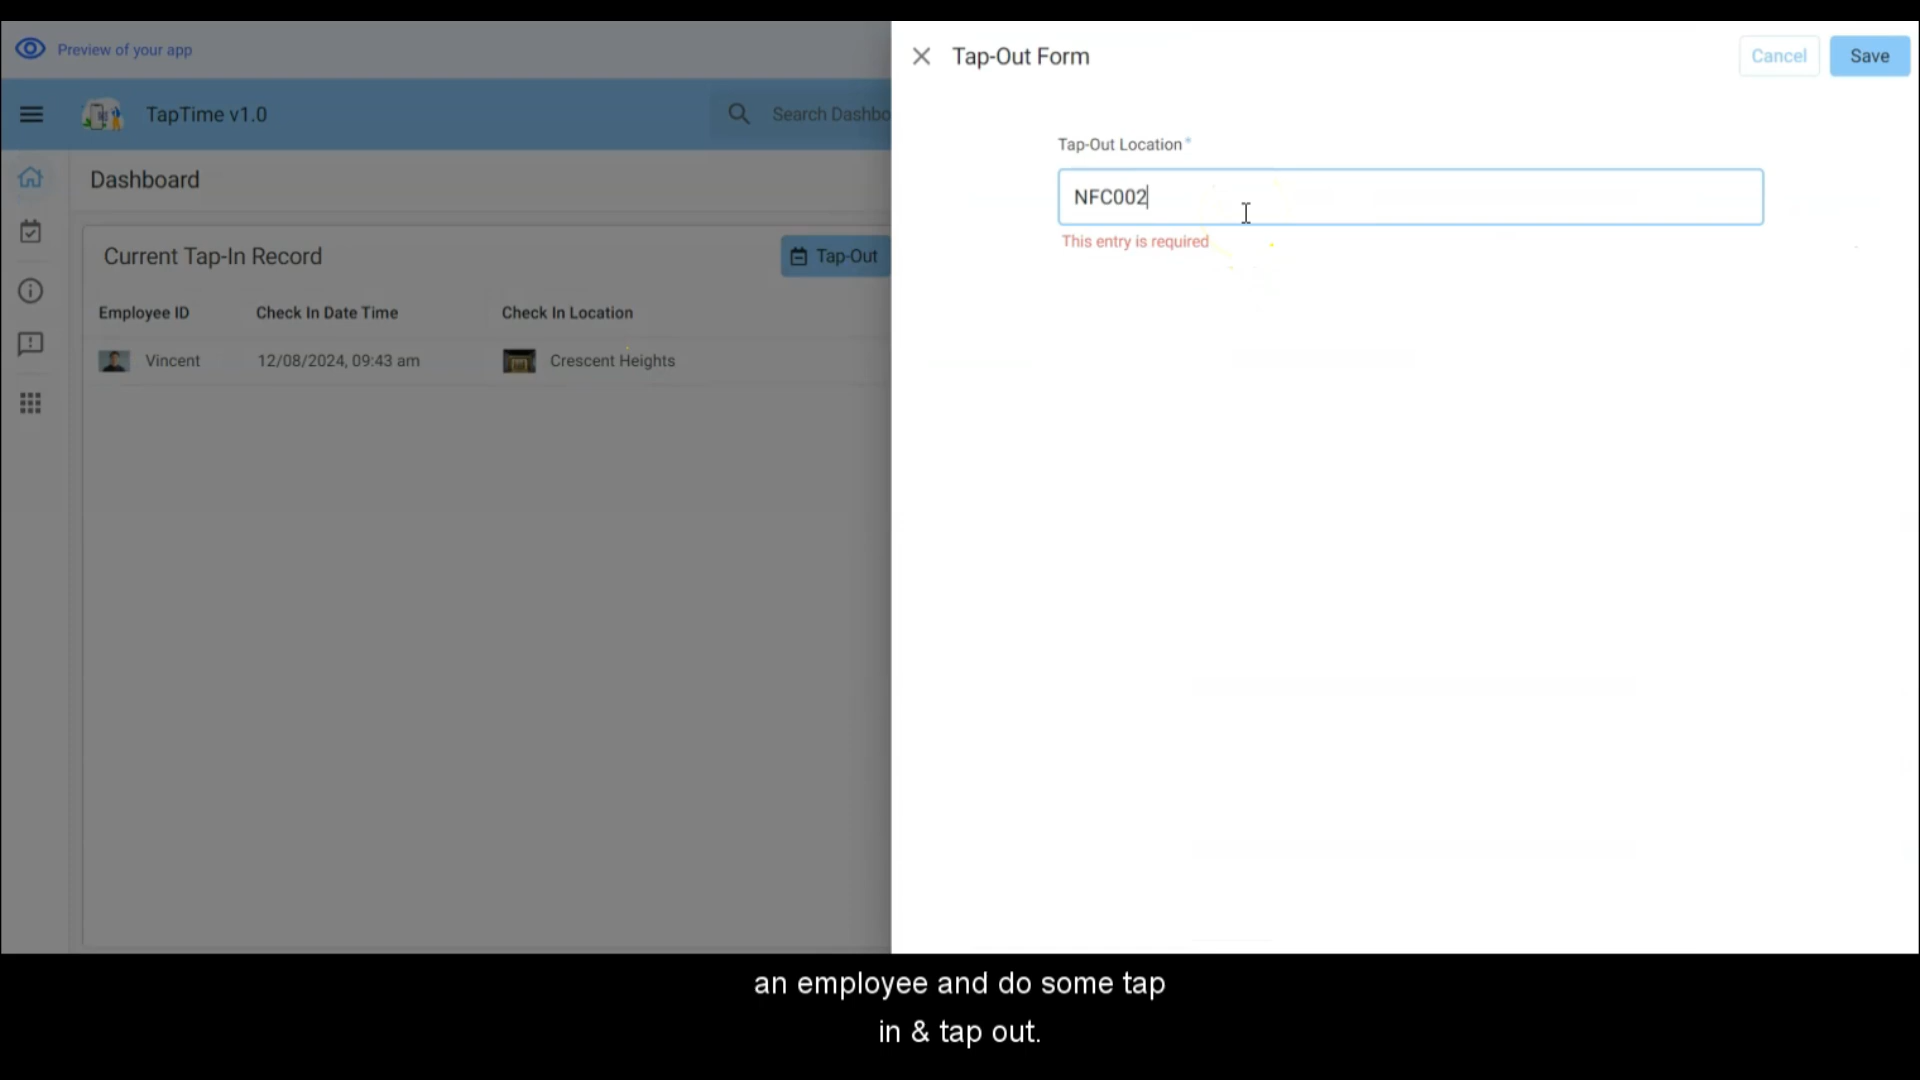 Preview of your app
TapTime v1.0
Search Dashbo
Dashboard
Current Tap-In Record
Tap-Out
Employee ID
Check In Date Time
Check In Location
Vincent
12/08/2024, 09:43 am
Crescent Heights
Tap-Out Form
Cancel
Save
Tap-Out Location*
NFC002
This entry is required
an employee and do some tap
in & tap out.